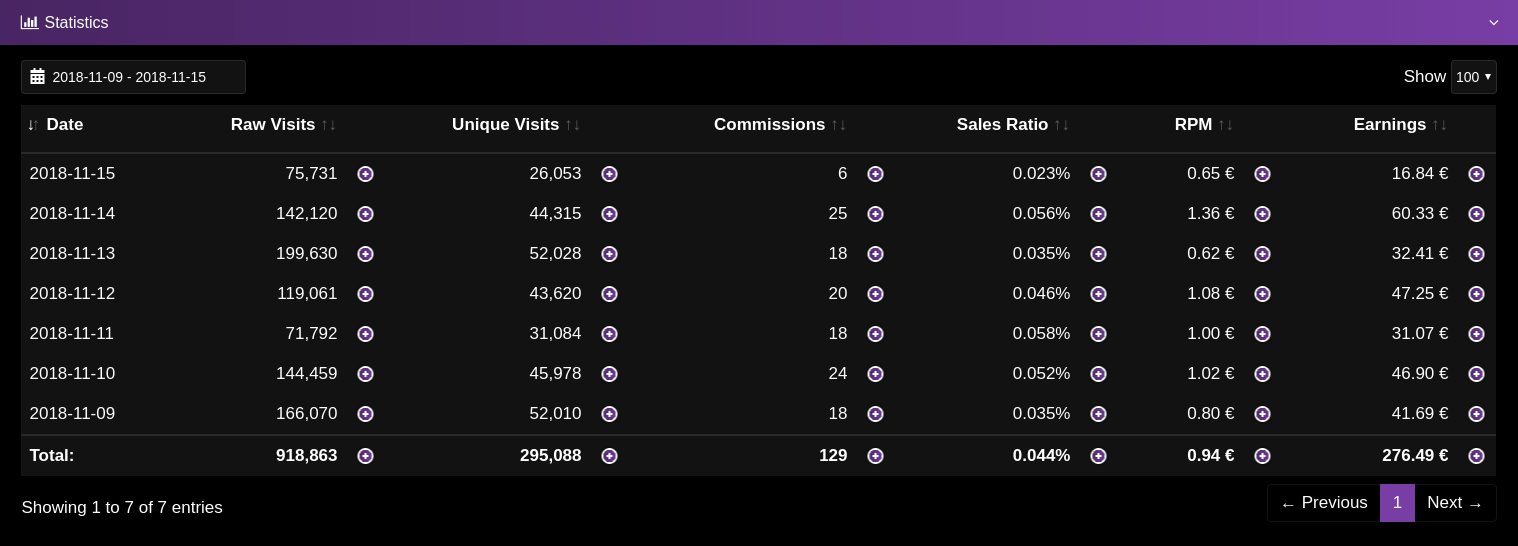 Statistics
2018-11-09 - 2018-11-15 Show 100
Date Raw Visits Unique Visits Commissions Sales Ratio RPM Earnings
2018-11-15 75,731 26,053 6 0.023% 0.65 € 16.84 €
2018-11-14 142,120 44,315 25 0.056% 1.36 € 60.33 €
2018-11-13 199,630 52,028 18 0.035% 0.62 € 32.41 €
2018-11-12 119,061 43,620 20 0.046% 1.08 € 47.25 €
2018-11-11 71,792 31,084 18 0.058% 1.00 € 31.07 €
2018-11-10 144,459 45,978 24 0.052% 1.02 € 46.90 €
2018-11-09 166,070 52,010 18 0.035% 0.80 € 41.69 €
Total: 918,863 295,088 129 0.044% 0.94 € 276.49 €
Showing 1 to 7 of 7 entries ← Previous 1 Next →